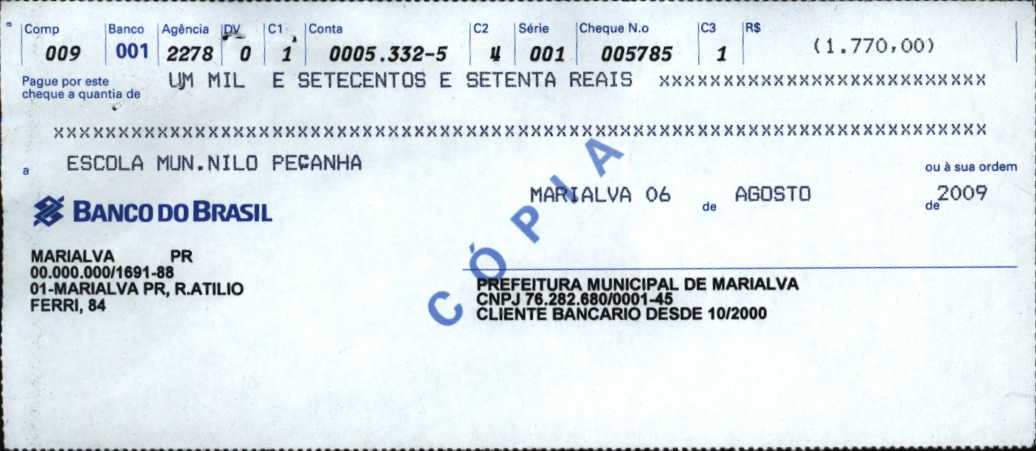 Comp Banco Agência DV C1 Conta C2 Série Cheque N.o C3 R$
009 001 2278 0 1 0005.332-5 4 001 005785 1 (1.770,00)
Pague por este
cheque a quantia de UM MIL E SETECENTOS E SETENTA REAIS xxxxxxxxxxxxxxxxxxxxxxxxxx
xxxxxxxxxxxxxxxxxxxxxxxxxxxxxxxxxxxxxxxxxxxxxxxxxxxxxxxxxxxxxxxxxxxxxxxxx
a ESCOLA MUN.NILO PEÇANHA ou à sua ordem
MARIALVA 06 de AGOSTO de 2009
BANCO DO BRASIL
CÓPIA
MARIALVA PR
00.000.000/1691-88
01-MARIALVA PR, R.ATILIO
FERRI, 84
PREFEITURA MUNICIPAL DE MARIALVA
CNPJ 76.282.680/0001-45
CLIENTE BANCARIO DESDE 10/2000